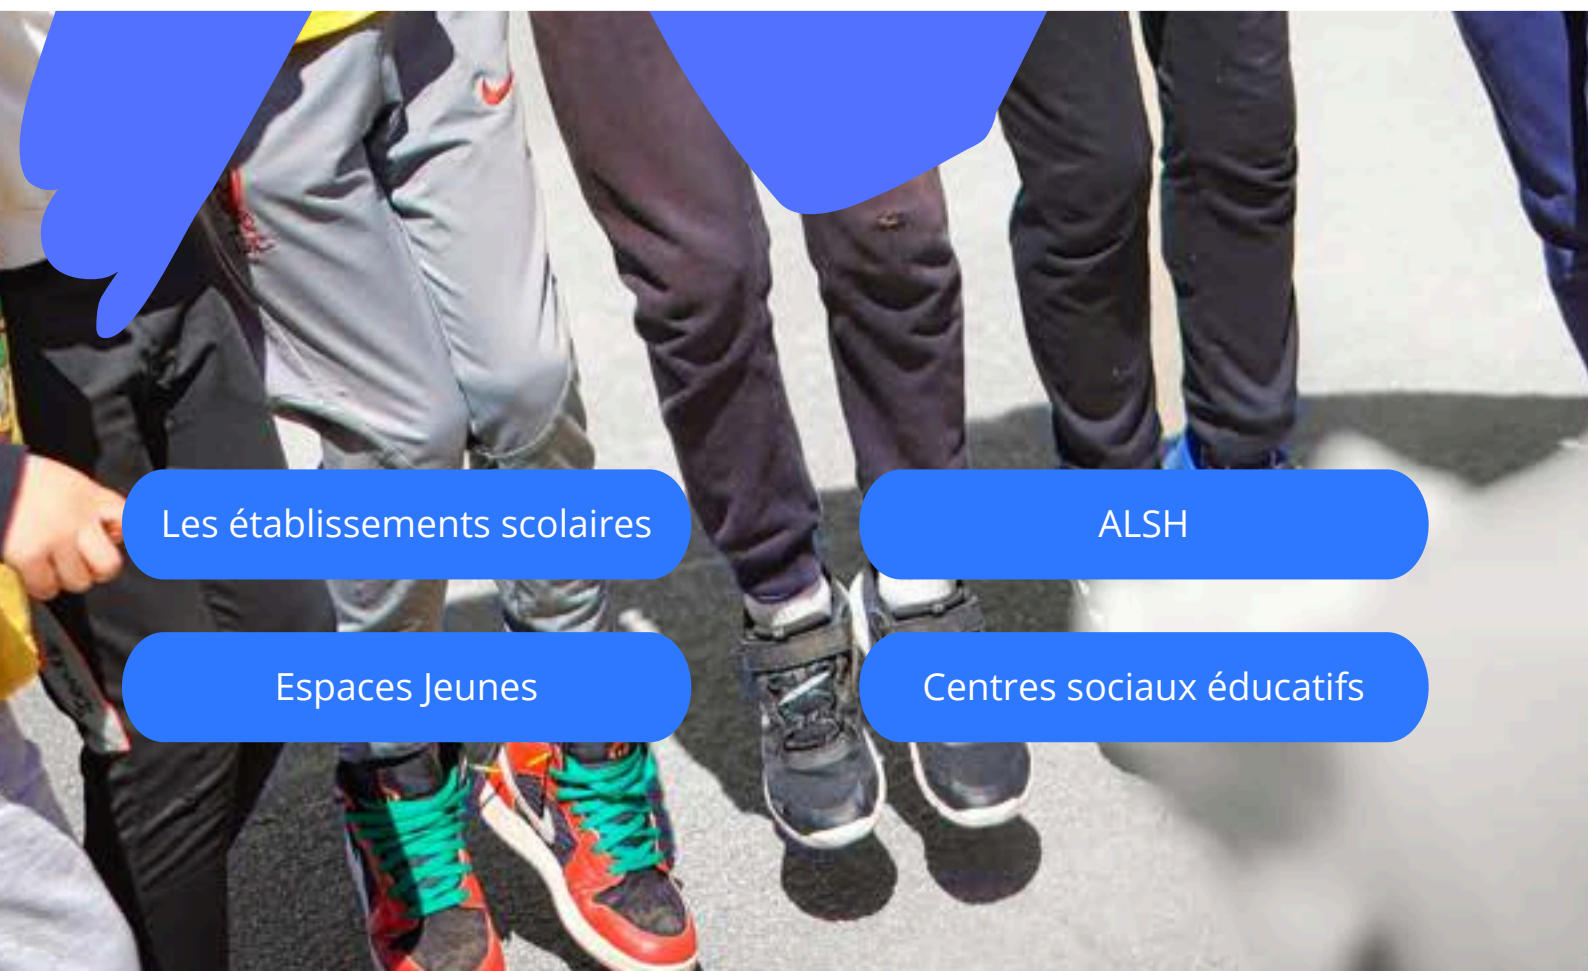 Les établissements scolaires
ALSH
Espaces Jeunes
Centres sociaux éducatifs